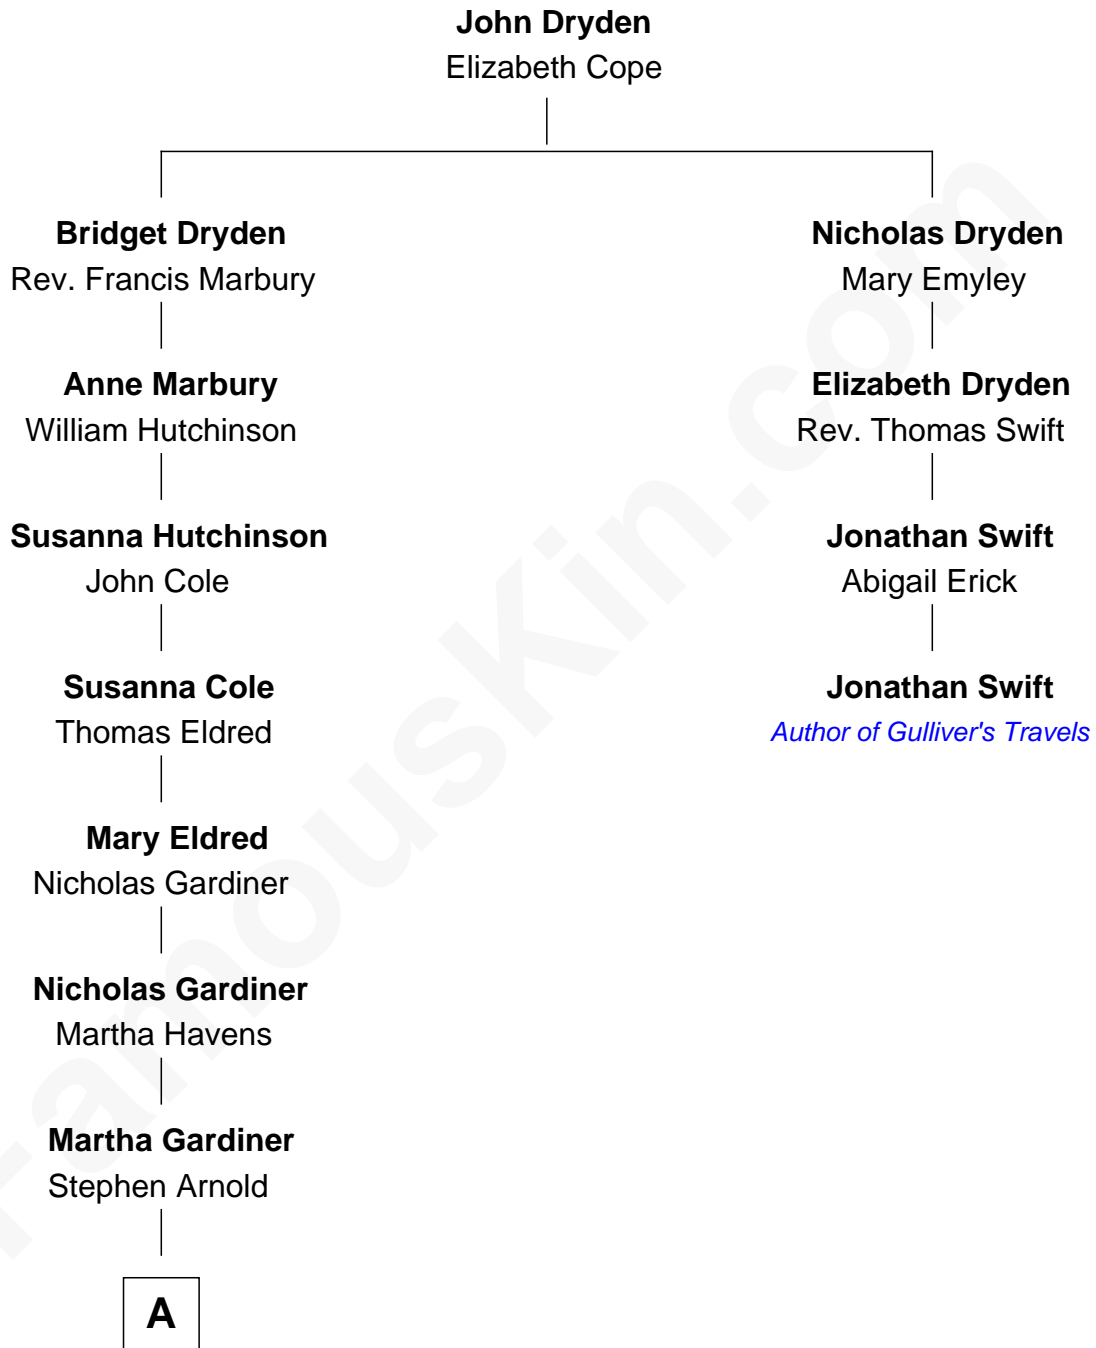 John Dryden
Elizabeth Cope
Bridget Dryden
Rev. Francis Marbury
Nicholas Dryden
Mary Emyley
Anne Marbury
William Hutchinson
Elizabeth Dryden
Rev. Thomas Swift
Susanna Hutchinson
John Cole
Jonathan Swift
Abigail Erick
Susanna Cole
Thomas Eldred
Jonathan Swift
Author of Gulliver's Travels
Mary Eldred
Nicholas Gardiner
Nicholas Gardiner
Martha Havens
Martha Gardiner
Stephen Arnold
A
FamousKin.com